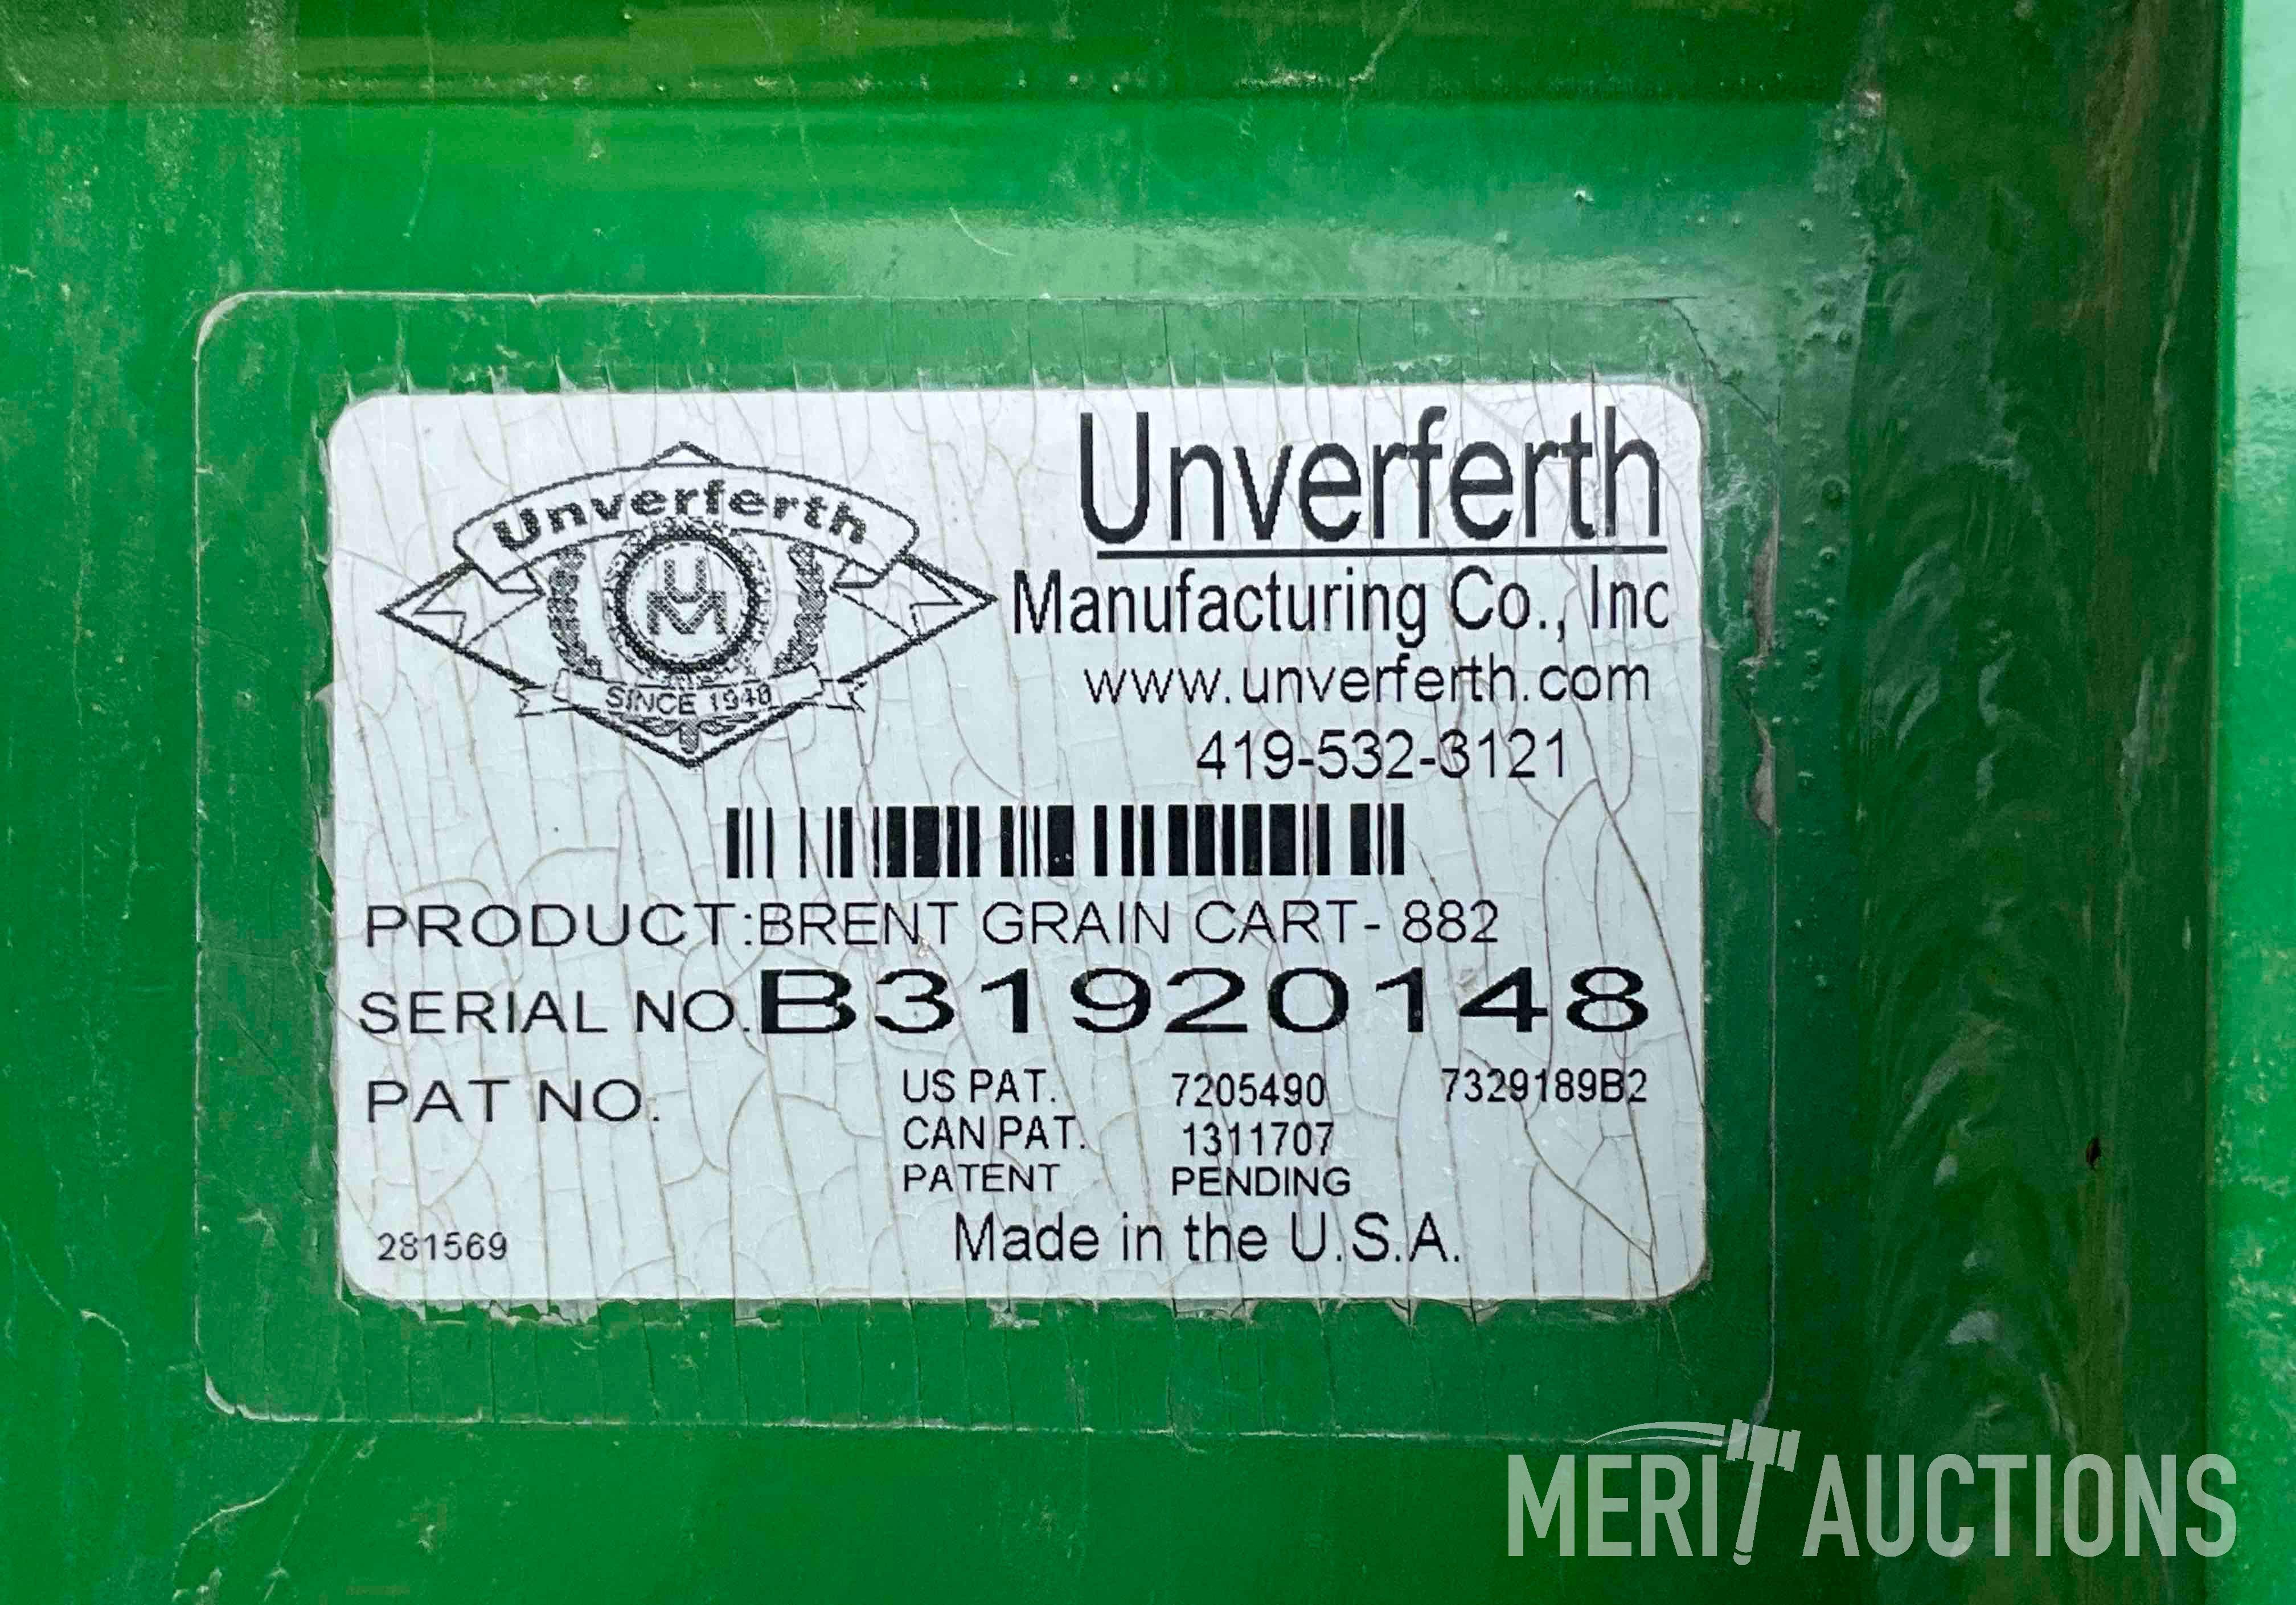 Unverferth
UM
SINCE 1940
Unverferth
Manufacturing Co., Inc
www.unverferth.com
419-532-3121
PRODUCT:BRENT GRAIN CART- 882
SERIAL NO.B31920148
PAT NO. US PAT. 7205490 7329189B2
CAN PAT. 1311707
PATENT PENDING
281569 Made in the U.S.A.
MERIT AUCTIONS